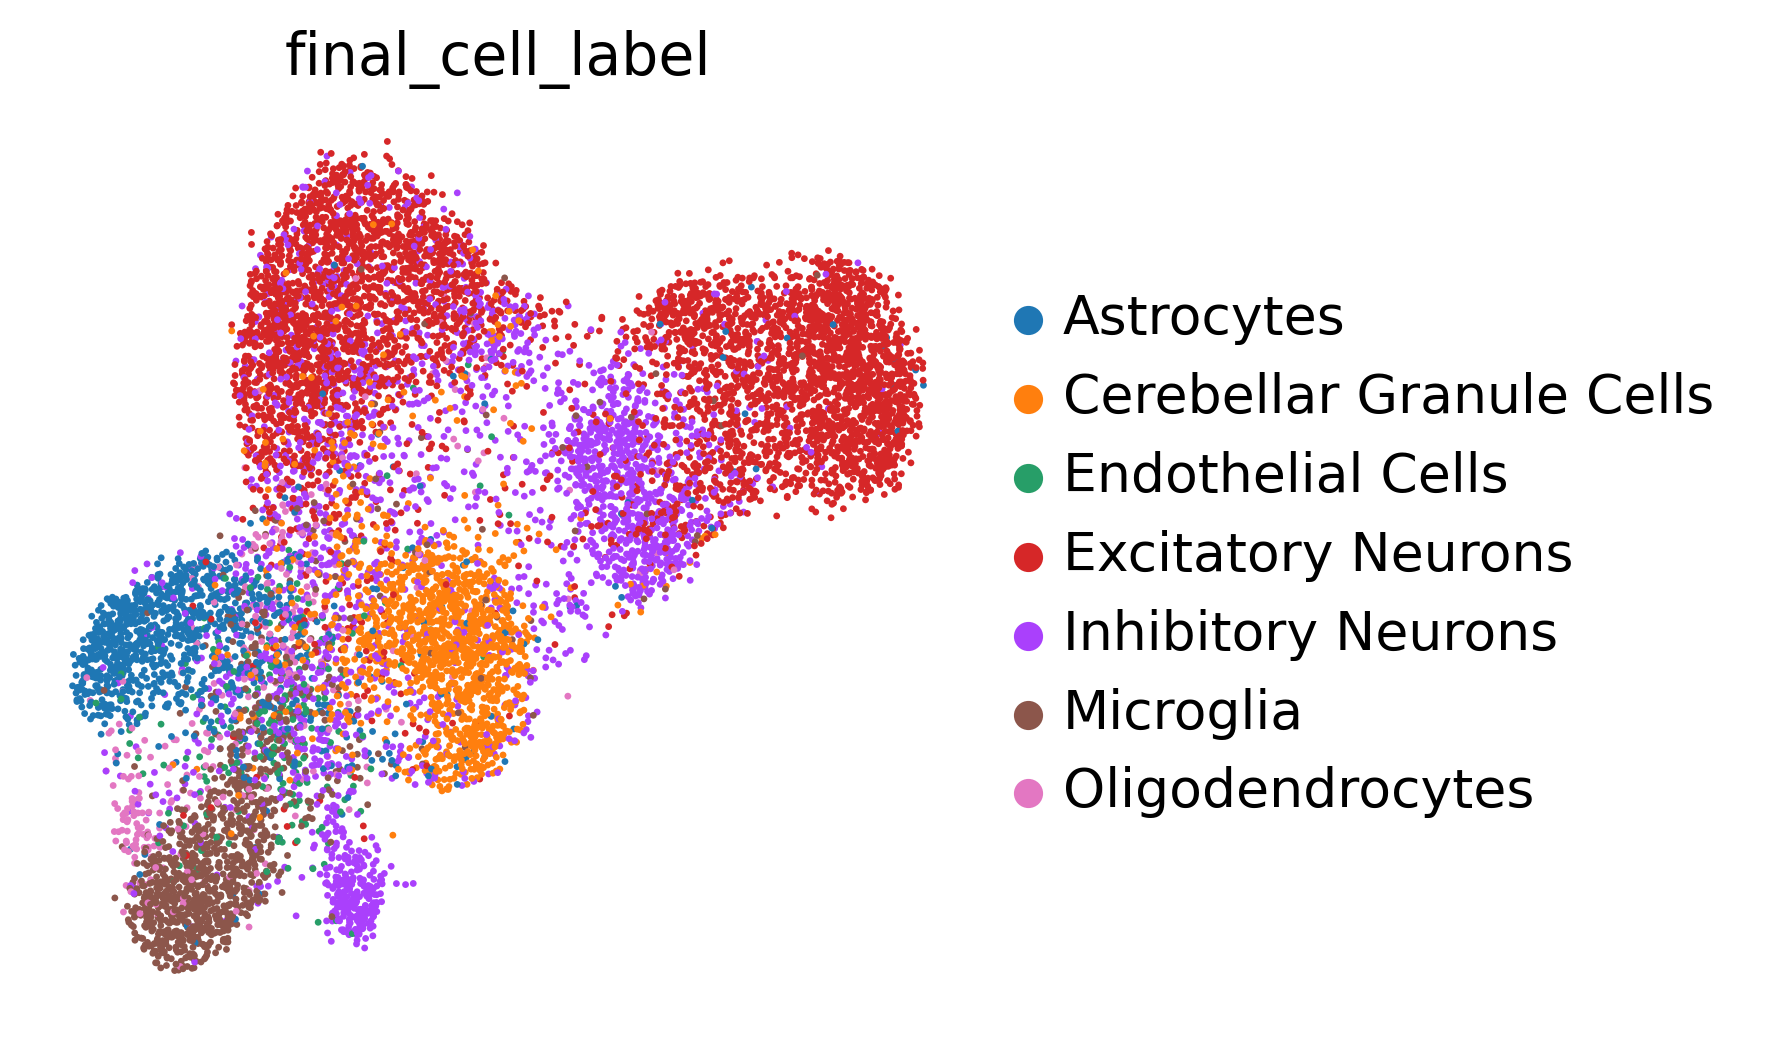 final_cell_label
Astrocytes
Cerebellar Granule Cells
Endothelial Cells
Excitatory Neurons
Inhibitory Neurons
Microglia
Oligodendrocytes